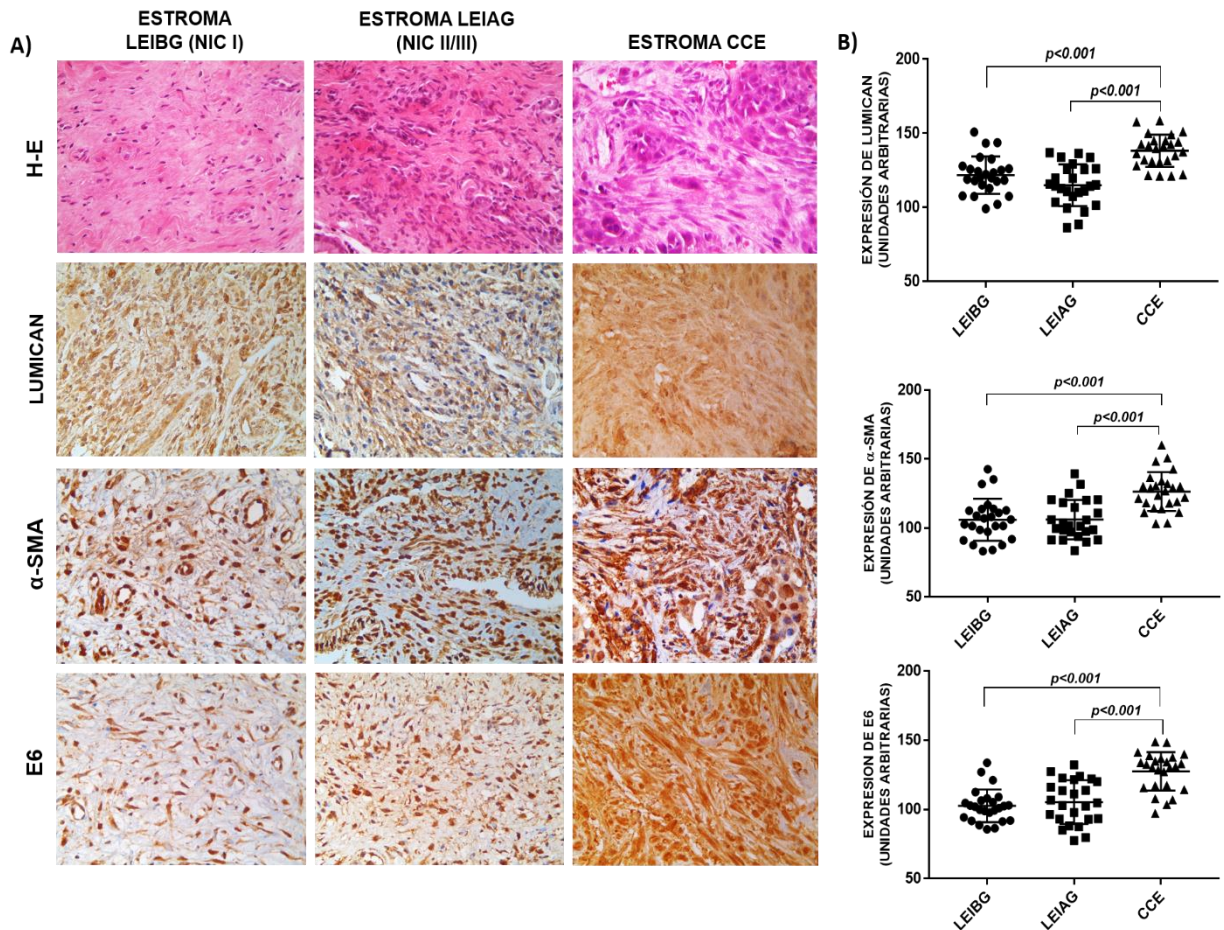 A)
ESTROMA
LEIBG (NIC I)
ESTROMA LEIAG
(NIC II/III)
ESTROMA CCE
H-E
LUMICAN
α-SMA
E6
B)
EXPRESIÓN DE LUMICAN
(UNIDADES ARBITRARIAS)
200
150
100
50
p<0.001
p<0.001
LEIBG
LEIAG
CCE
EXPRESIÓN DE α-SMA
(UNIDADES ARBITRARIAS)
200
150
100
50
p<0.001
p<0.001
LEIBG
LEIAG
CCE
EXPRESION DE E6
(UNIDADES ARBITRARIAS)
200
150
100
50
p<0.001
p<0.001
LEIBG
LEIAG
CCE